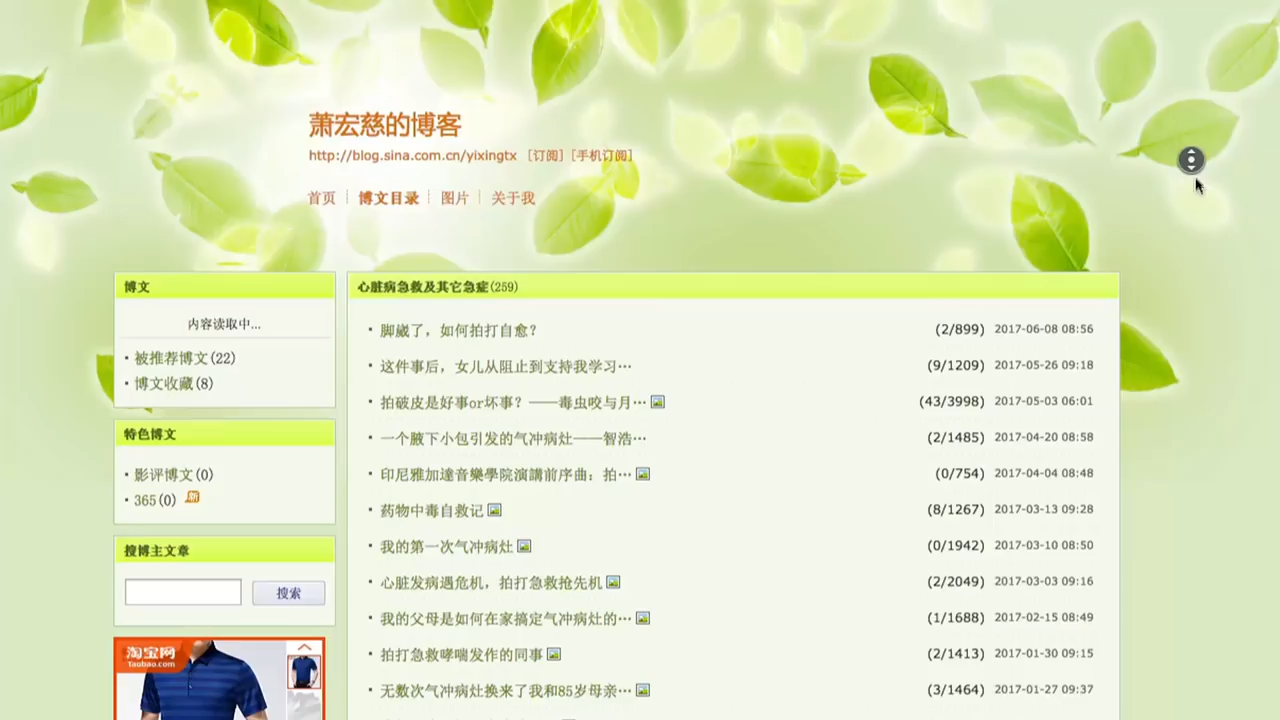 萧宏慈的博客
http://blog.sina.com.cn/yixingtx [订阅] [手机订阅]
首页 博文目录 图片 关于我
博文
内容读取中...
被推荐博文(22)
博文收藏(8)
特色博文
影评博文(0)
365(0) 新
搜博主文章
搜索
淘宝网
Taobao.com
心脏病急救及其它急症(259)
脚崴了，如何拍打自愈？ (2/899) 2017-06-08 08:56
这件事后，女儿从阻止到支持我学习… (9/1209) 2017-05-26 09:18
拍破皮是好事or坏事？——毒虫咬与月… (43/3998) 2017-05-03 06:01
一个腋下小包引发的气冲病灶——智浩… (2/1485) 2017-04-20 08:58
印尼雅加達音樂學院演講前序曲：拍… (0/754) 2017-04-04 08:48
药物中毒自救记 (8/1267) 2017-03-13 09:28
我的第一次气冲病灶 (0/1942) 2017-03-10 08:50
心脏发病遇危机，拍打急救抢先机 (2/2049) 2017-03-03 09:16
我的父母是如何在家搞定气冲病灶的… (1/1688) 2017-02-15 08:49
拍打急救哮喘发作的同事 (2/1413) 2017-01-30 09:15
无数次气冲病灶换来了我和85岁母亲… (3/1464) 2017-01-27 09:37